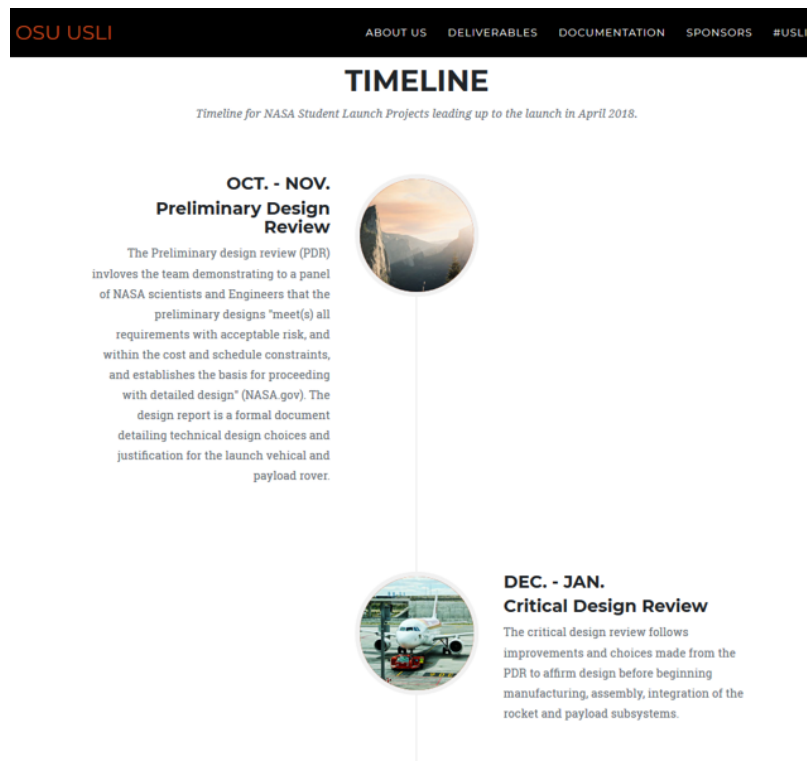 OSU USLI
ABOUT US DELIVERABLES DOCUMENTATION SPONSORS #USLI
TIMELINE
Timeline for NASA Student Launch Projects leading up to the launch in April 2018.
OCT. - NOV.
Preliminary Design
Review
The Preliminary design review (PDR)
invloves the team demonstrating to a panel
of NASA scientists and Engineers that the
preliminary designs "meet(s) all
requirements with acceptable risk, and
within the cost and schedule constraints,
and establishes the basis for proceeding
with detailed design" (NASA.gov). The
design report is a formal document
detailing technical design choices and
justification for the launch vehical and
payload rover.
DEC. - JAN.
Critical Design Review
The critical design review follows
improvements and choices made from the
PDR to affirm design before beginning
manufacturing, assembly, integration of the
rocket and payload subsystems.